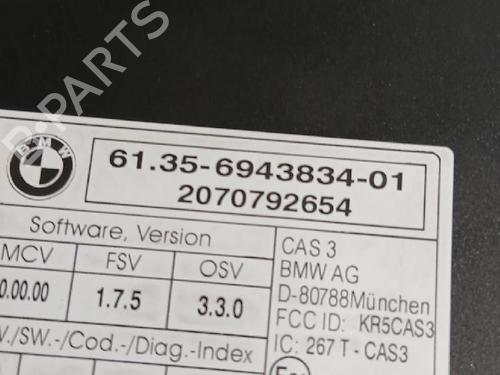 B-PARTS
BMW
61.35-6943834-01
2070792654
Software, Version
MCV FSV OSV
0.00.00 1.7.5 3.3.0
/SW.-/Cod.-/Diag.-Index
CAS 3
BMW AG
D-80788München
FCC ID: KR5CAS3
IC: 267 T - CAS3